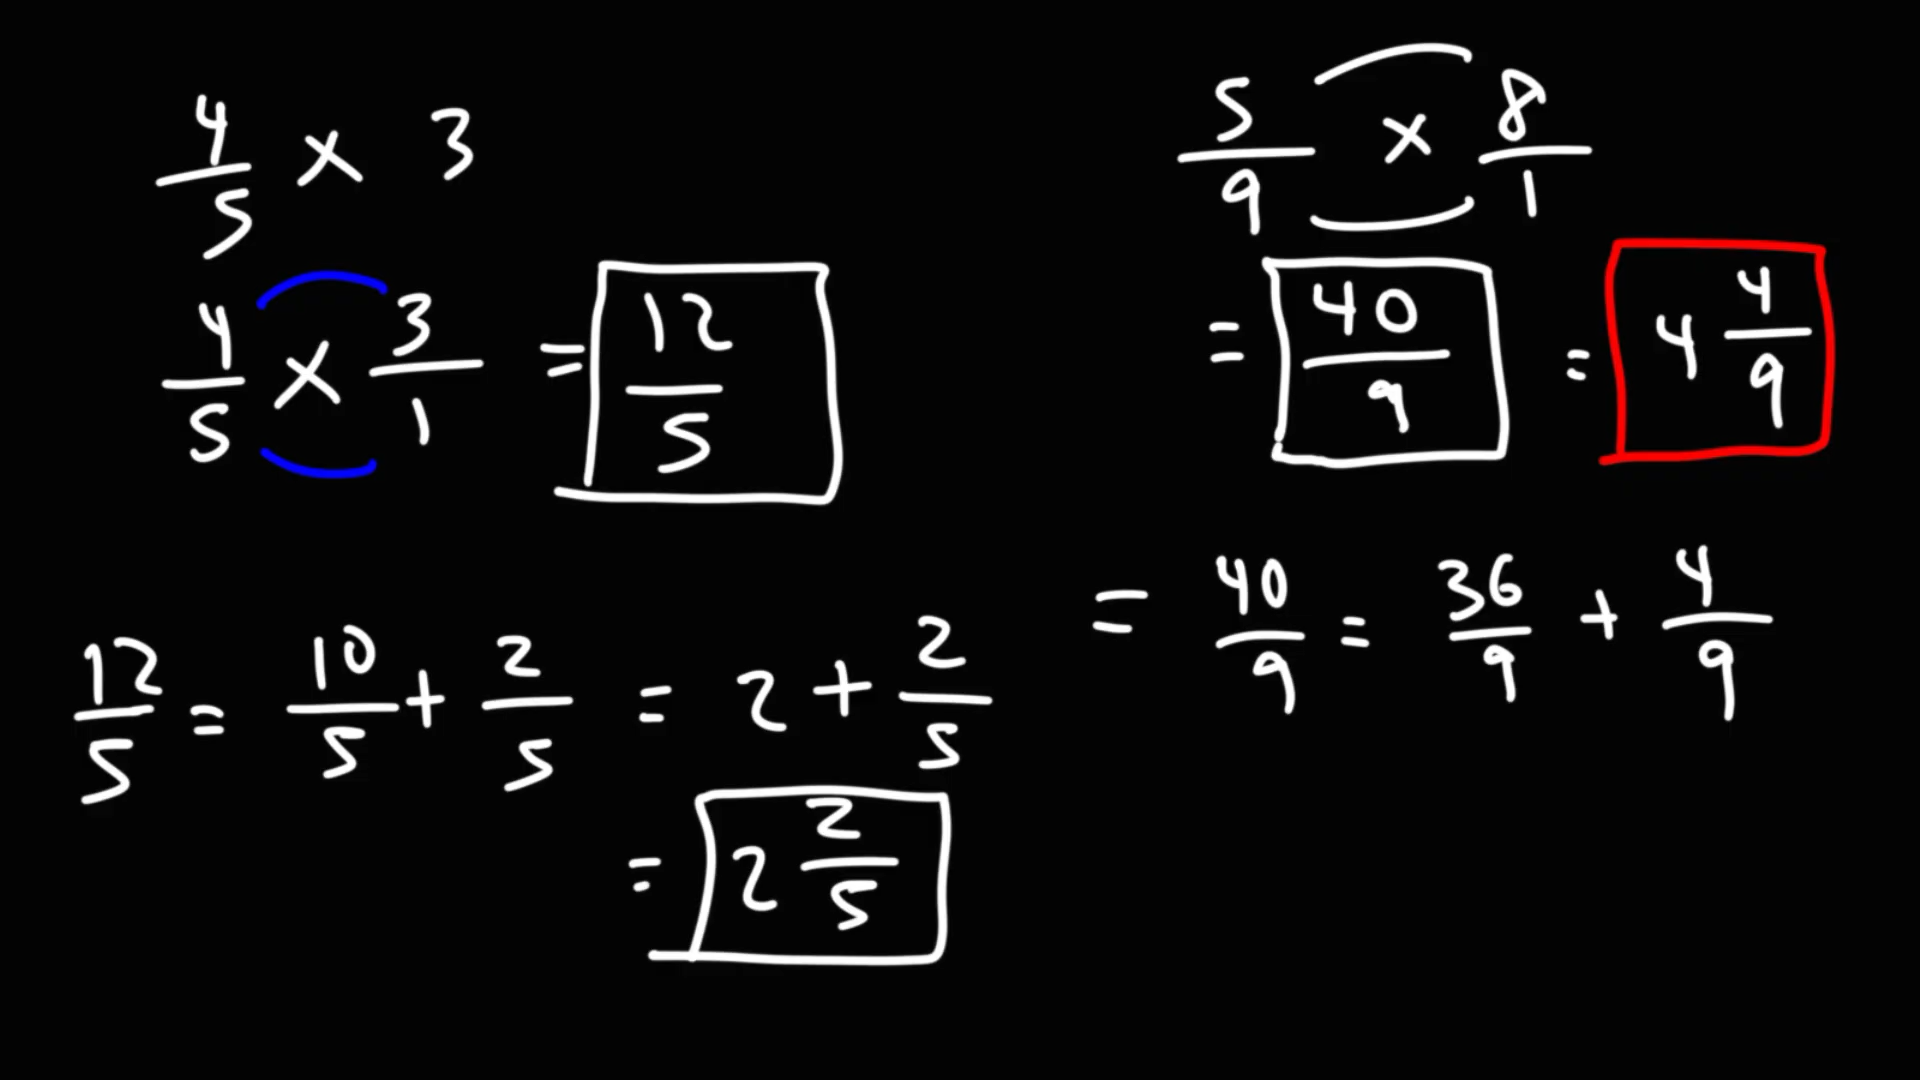 4/5 × 3
4/5 × 3/1 = 12/5
12/5 = 10/5 + 2/5 = 2 + 2/5
= 2 2/5
5/9 × 8/1
= 40/9 = 4 4/9
= 40/9 = 36/9 + 4/9